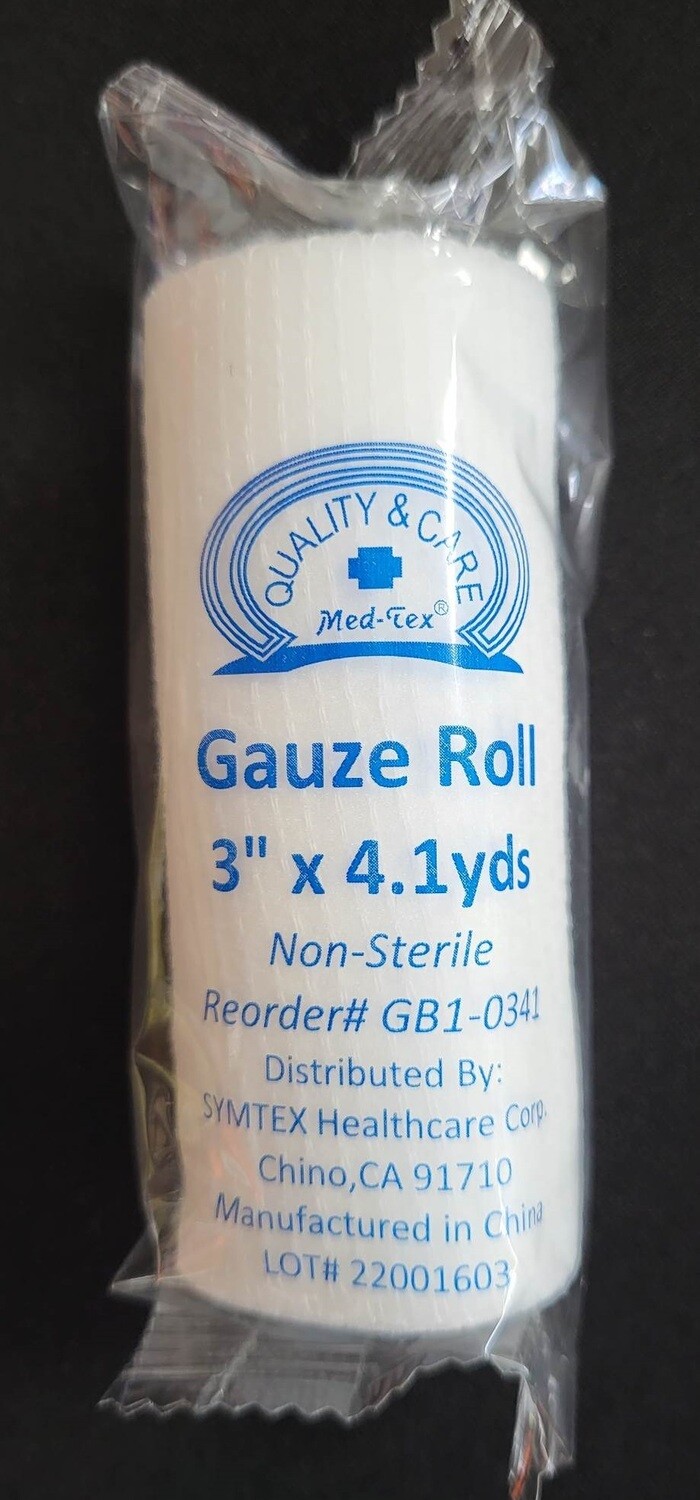 QUALITY & CARE
Med-Tex®
Gauze Roll
3" x 4.1yds
Non-Sterile
Reorder# GB1-0341
Distributed By:
SYMTEX Healthcare Corp.
Chino,CA 91710
Manufactured in China
LOT# 22001603